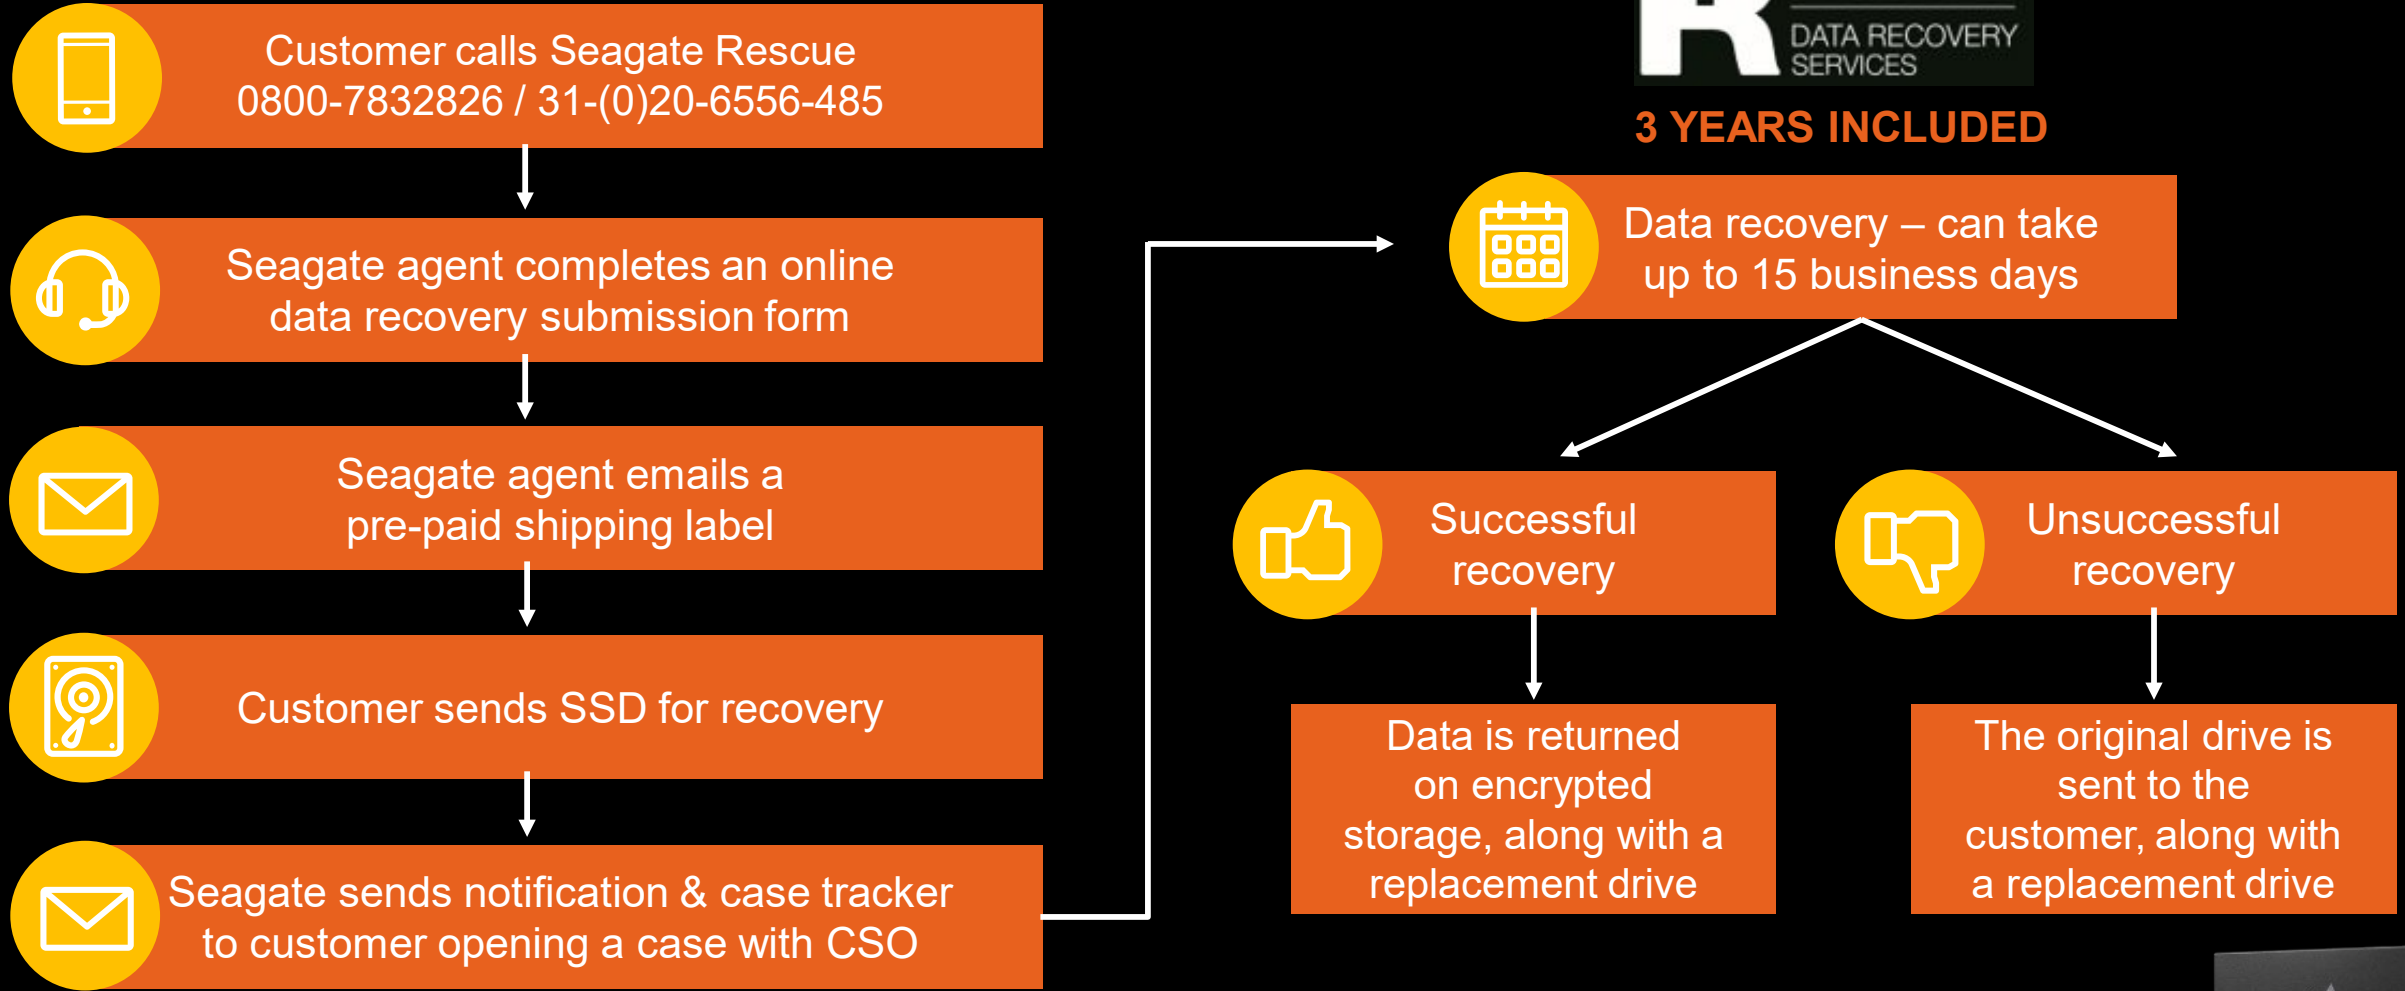 Customer calls Seagate Rescue
0800-7832826 / 31-(0)20-6556-485
Seagate agent completes an online
data recovery submission form
Seagate agent emails a
pre-paid shipping label
Customer sends SSD for recovery
Seagate sends notification & case tracker
to customer opening a case with CSO
R
DATA RECOVERY
SERVICES
3 YEARS INCLUDED
Data recovery – can take
up to 15 business days
Successful
recovery
Data is returned
on encrypted
storage, along with a
replacement drive
Unsuccessful
recovery
The original drive is
sent to the
customer, along with
a replacement drive